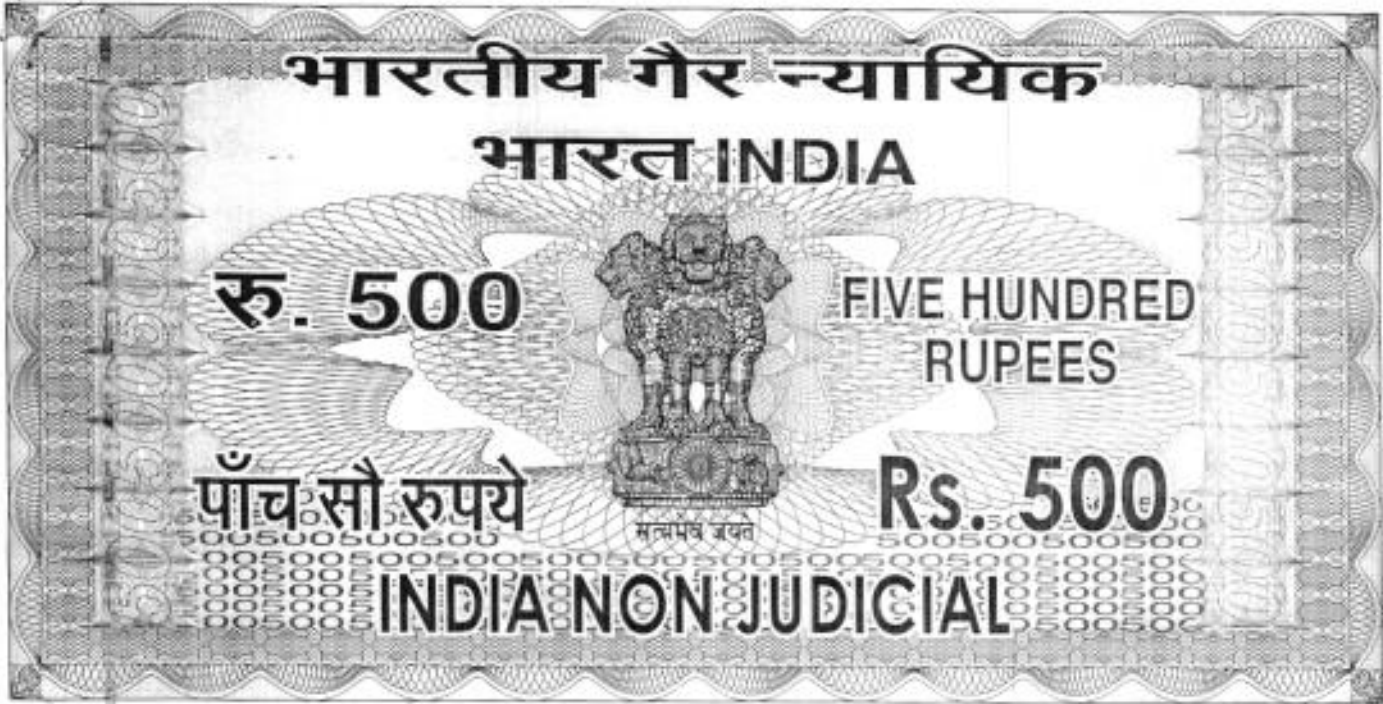 भारतीय गैर न्यायिक
भारत INDIA
रु. 500
FIVE HUNDRED
RUPEES
पाँच सौ रुपये
Rs. 500
सत्यमेव जयते
INDIA NON JUDICIAL